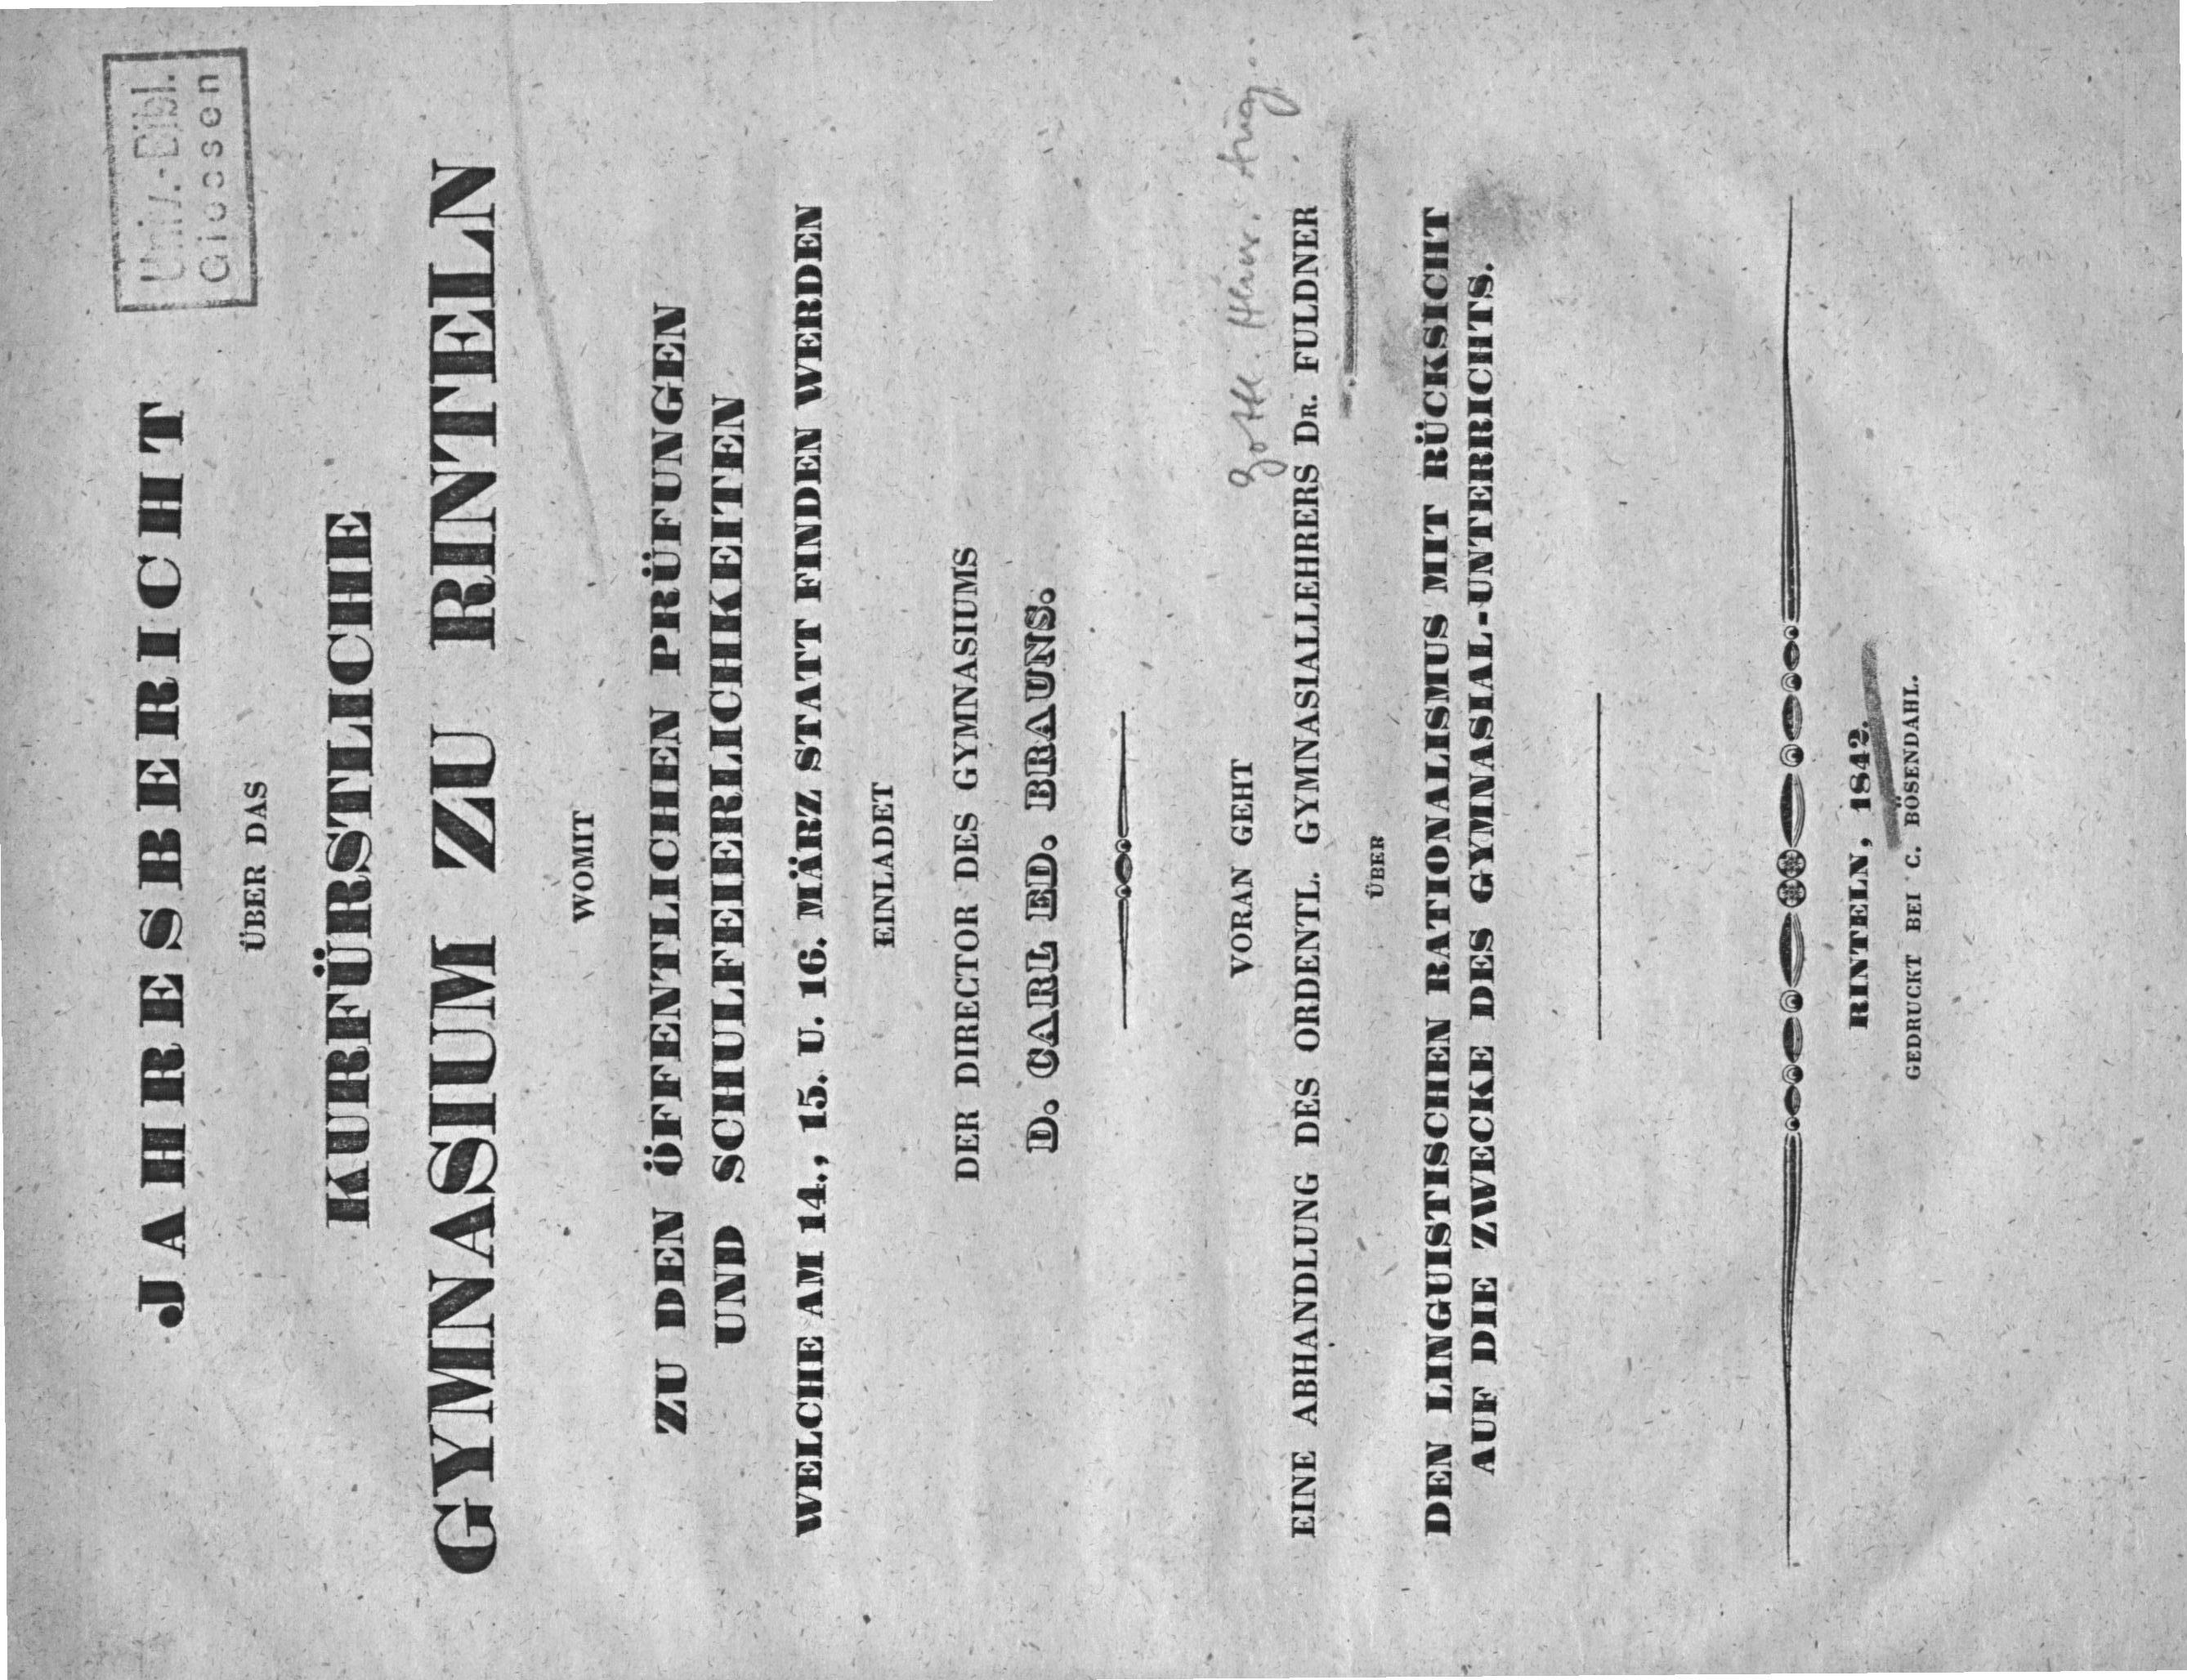 Univ.-Bibl.
Giessen
JAHRESBERICHT
ÜBER DAS
KURFÜRSTLICHE
GYMNASIUM ZU RINTELN
WOMIT
ZU DEN ÖFFENTLICHEN PRÜFUNGEN
UND SCHULFEIERLICHKEITEN
WELCHE AM 14., 15. U. 16. MÄRZ STATT FINDEN WERDEN
EINLADET
DER DIRECTOR DES GYMNASIUMS
D. CARL ED. BRAUNS.
VORAN GEHT
Gottl. Heinr. Aug.
EINE ABHANDLUNG DES ORDENTL. GYMNASIALLEHRERS DR. FULDNER
ÜBER
DEN LINGUISTISCHEN RATIONALISMUS MIT RÜCKSICHT
AUF DIE ZWECKE DES GYMNASIAL-UNTERRICHTS.
RINTELN, 1842.
GEDRUCKT BEI C. BÖSENDAHL.